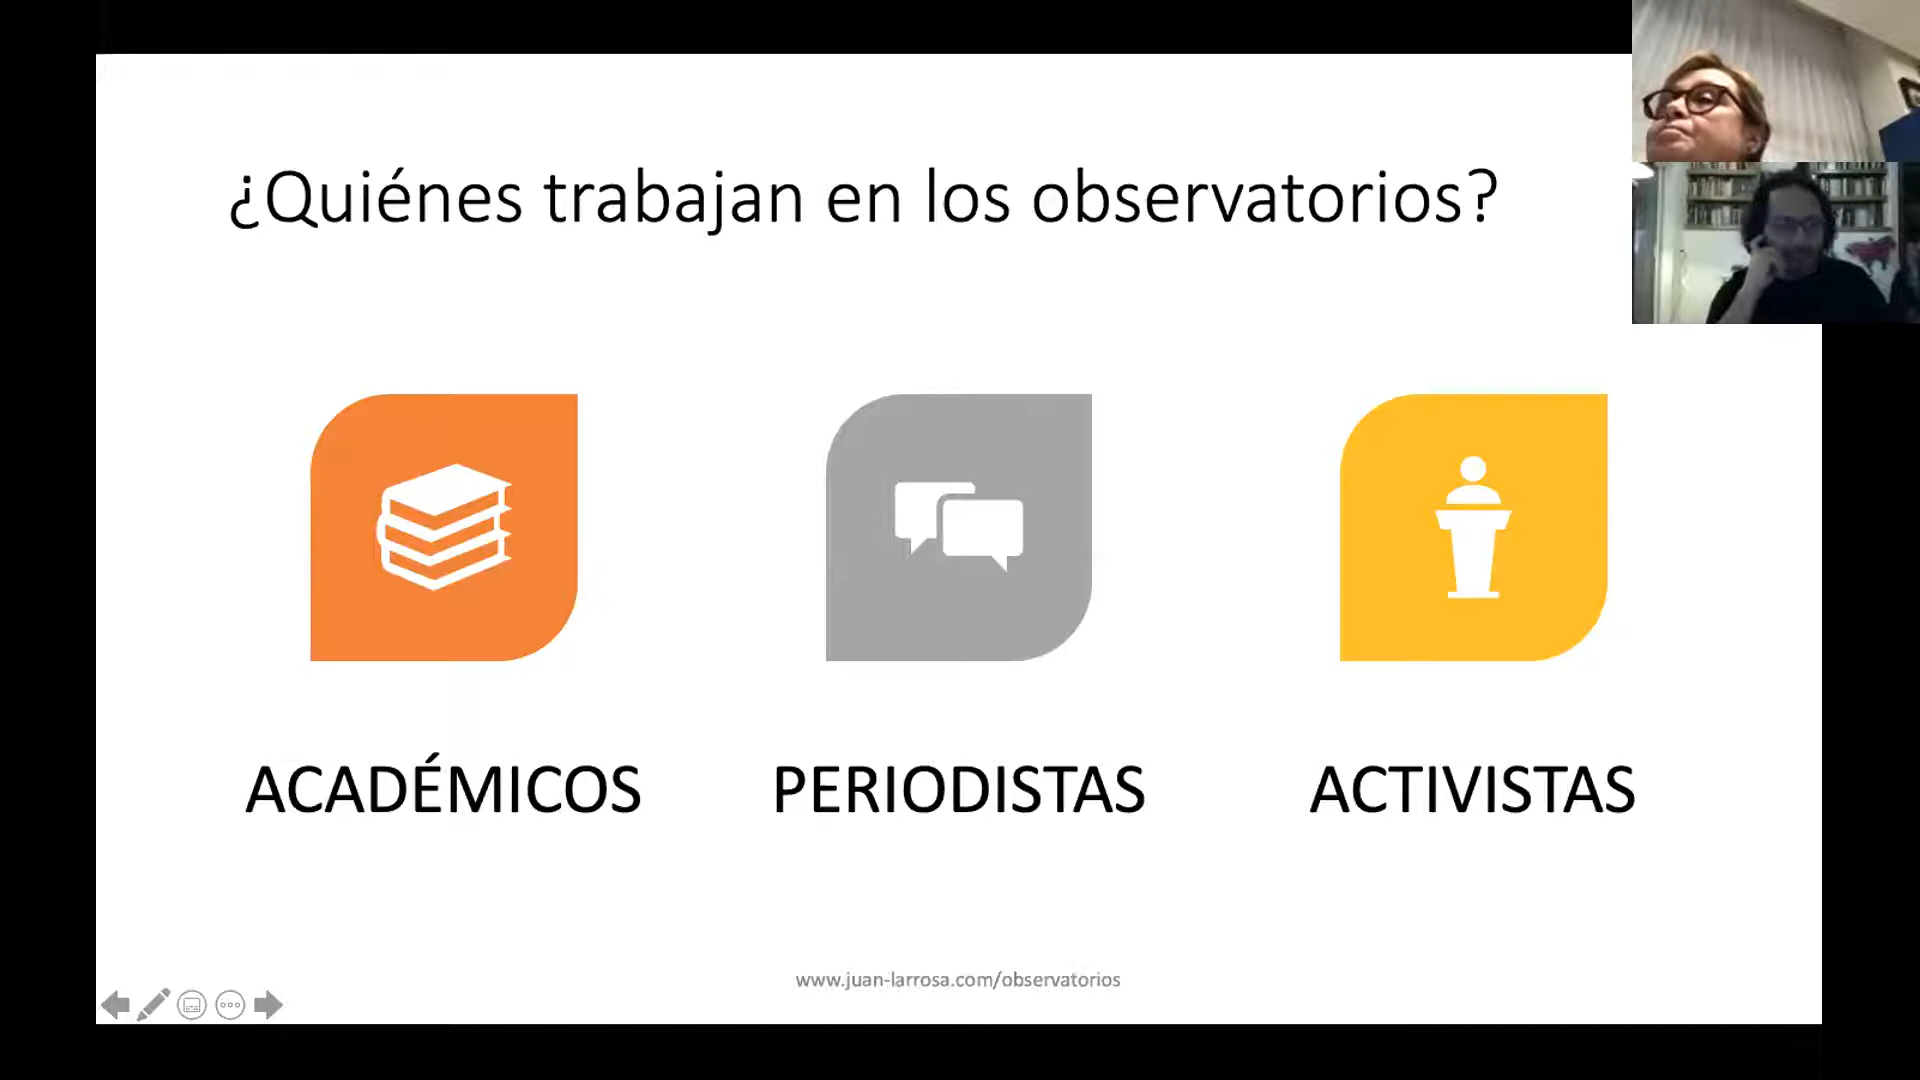 ¿Quiénes trabajan en los observatorios?
ACADÉMICOS
PERIODISTAS
ACTIVISTAS
www.juan-larrosa.com/observatorios